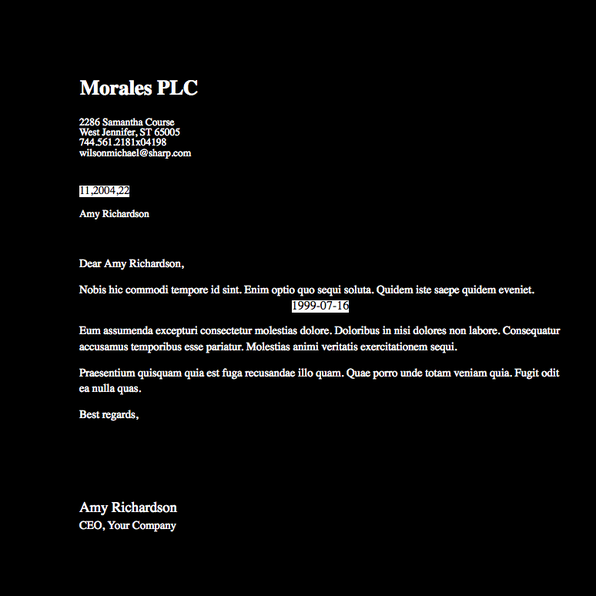 Morales PLC
2286 Samantha Course
West Jennifer, ST 65005
744.561.2181x04198
wilsonmichael@sharp.com
11,2004,22
Amy Richardson
Dear Amy Richardson,
Nobis hic commodi tempore id sint. Enim optio quo sequi soluta. Quidem iste saepe quidem eveniet.
1999-07-16
Eum assumenda excepturi consectetur molestias dolore. Doloribus in nisi dolores non labore. Consequatur
accusamus temporibus esse pariatur. Molestias animi veritatis exercitationem sequi.
Praesentium quisquam quia est fuga recusandae illo quam. Quae porro unde totam veniam quia. Fugit odit
ea nulla quas.
Best regards,
Amy Richardson
CEO, Your Company